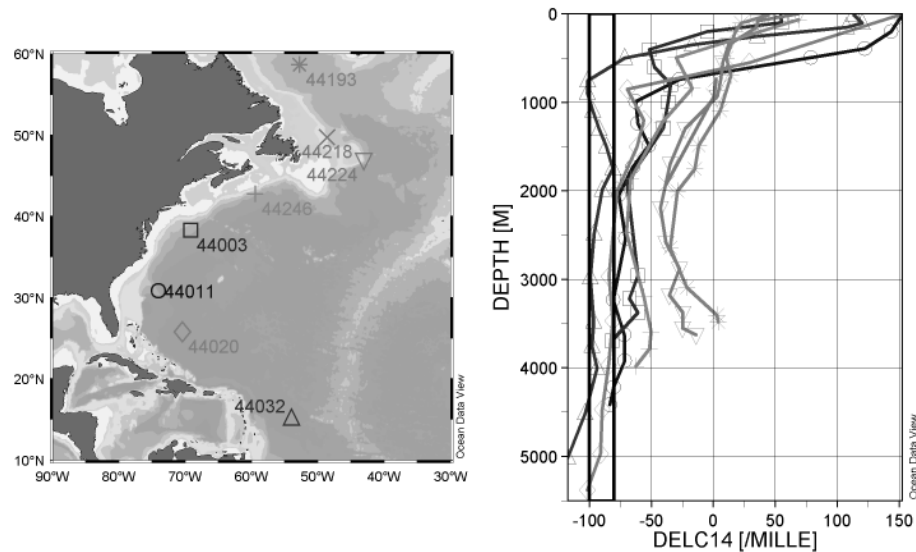 60°N
50°N
40°N
30°N
20°N
10°N
90°W
80°W
70°W
60°W
50°W
40°W
30°W
44193
44218
44224
44246
44003
44011
44020
44032
Ocean Data View
DEPTH [M]
0
1000
2000
3000
4000
5000
-100
-50
0
50
100
150
DELC14 [/MILLE]
Ocean Data View